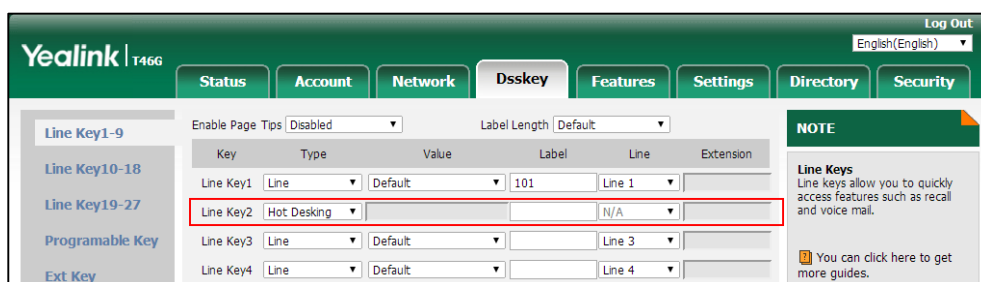 Log Out
English(English)
Yealink T46G
Status Account Network Dsskey Features Settings Directory Security
Line Key1-9
Line Key10-18
Line Key19-27
Programable Key
Ext Key
Enable Page Tips Disabled Label Length Default
Key Type Value Label Line Extension
Line Key1 Line Default 101 Line 1
Line Key2 Hot Desking N/A
Line Key3 Line Default Line 3
Line Key4 Line Default Line 4
NOTE
Line Keys
Line keys allow you to quickly
access features such as recall
and voice mail.
You can click here to get
more guides.